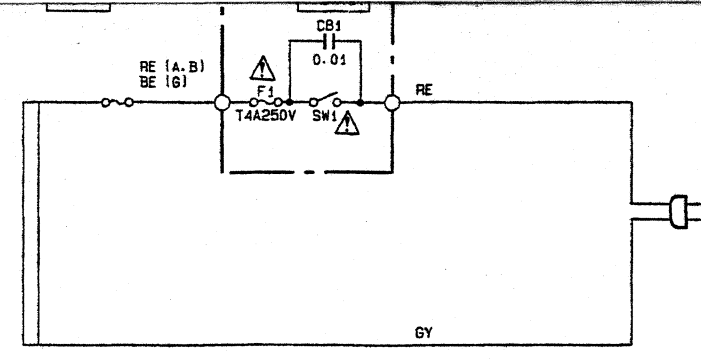 CB1
0.01
RE (A.B)
BE (G)
F1
T4A250V
SW1
RE
GY